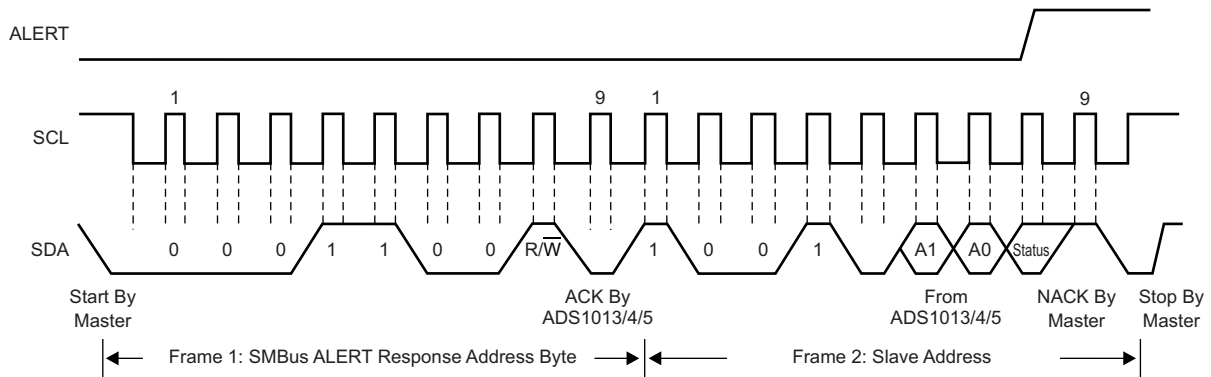 ALERT
1 9 1 9
SCL
SDA
0 0 0 1 1 0 0 R/W̅ 1 0 0 1 A1 A0 Status
Start By
Master
ACK By
ADS1013/4/5
From
ADS1013/4/5
NACK By
Master
Stop By
Master
Frame 1: SMBus ALERT Response Address Byte
Frame 2: Slave Address